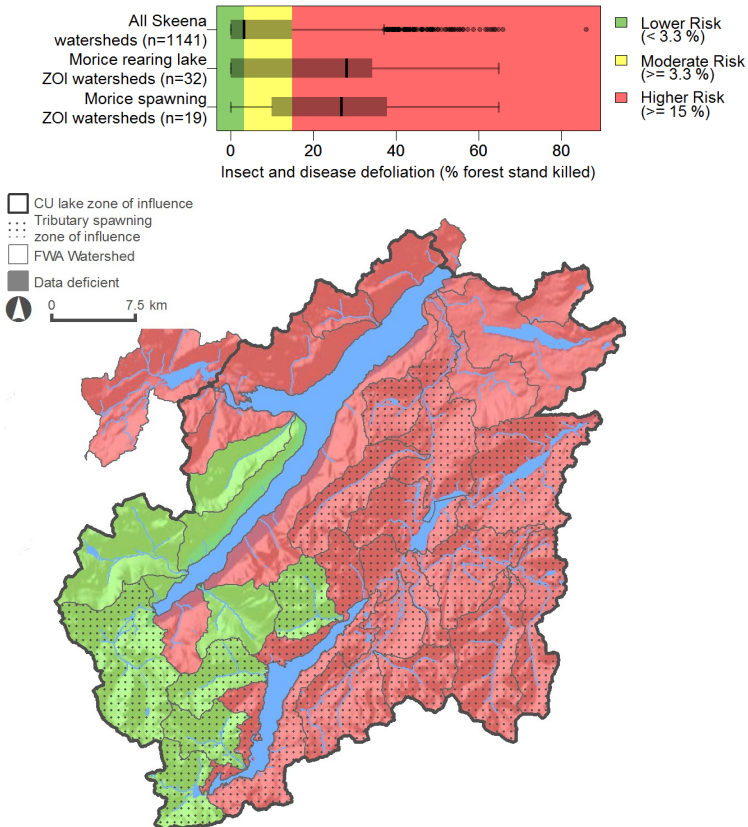 All Skeena
watersheds (n=1141)
Morice rearing lake
ZOI watersheds (n=32)
Morice spawning
ZOI watersheds (n=19)
0 20 40 60 80
Insect and disease defoliation (% forest stand killed)
Lower Risk
(< 3.3 %)
Moderate Risk
(>= 3.3 %)
Higher Risk
(>= 15 %)
CU lake zone of influence
Tributary spawning
zone of influence
FWA Watershed
Data deficient
0 7.5 km